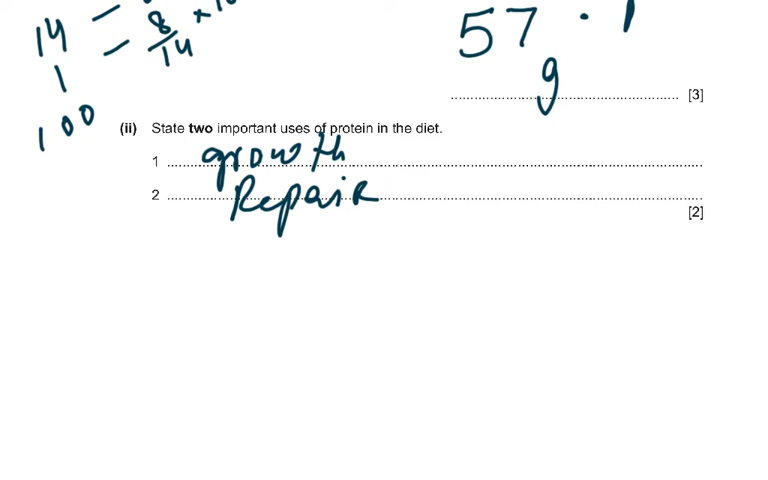 14 =
= 8/14 ×
1
100
57.1
g
[3]
(ii) State two important uses of protein in the diet.
1 growth
2 Repair
[2]